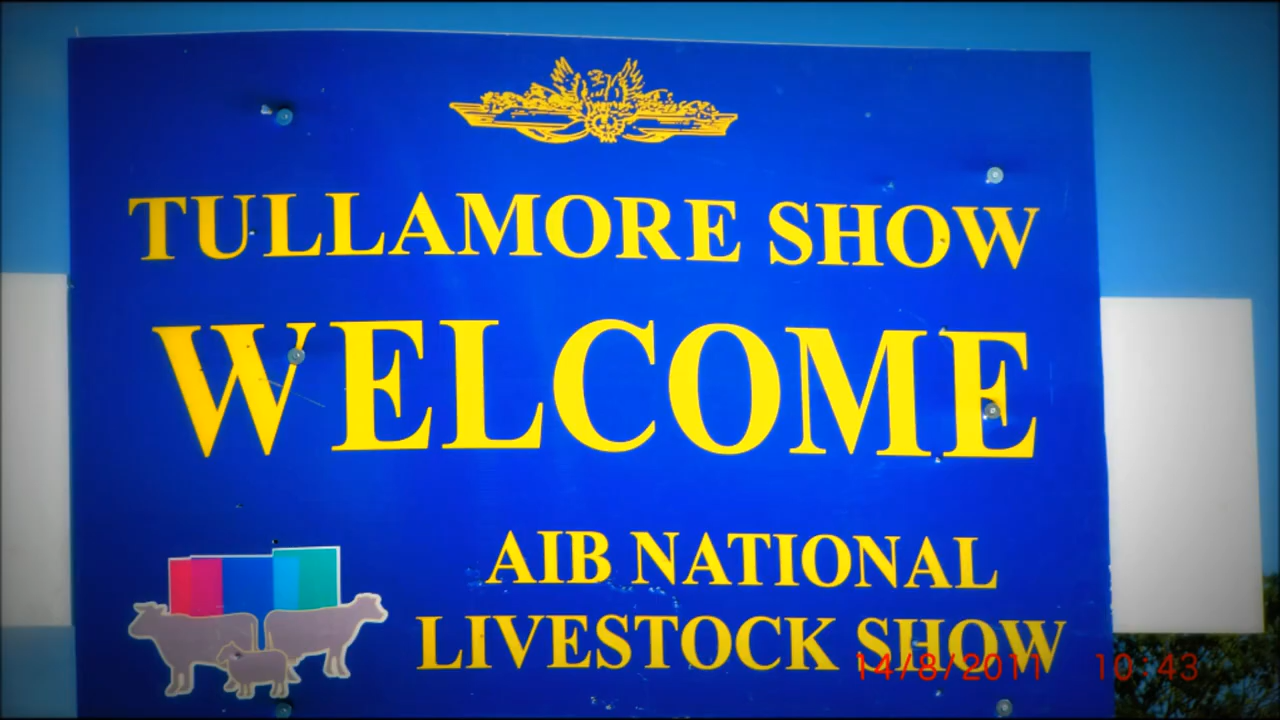 TULLAMORE SHOW
WELCOME
AIB NATIONAL
LIVESTOCK SHOW
14/8/2011 10:43